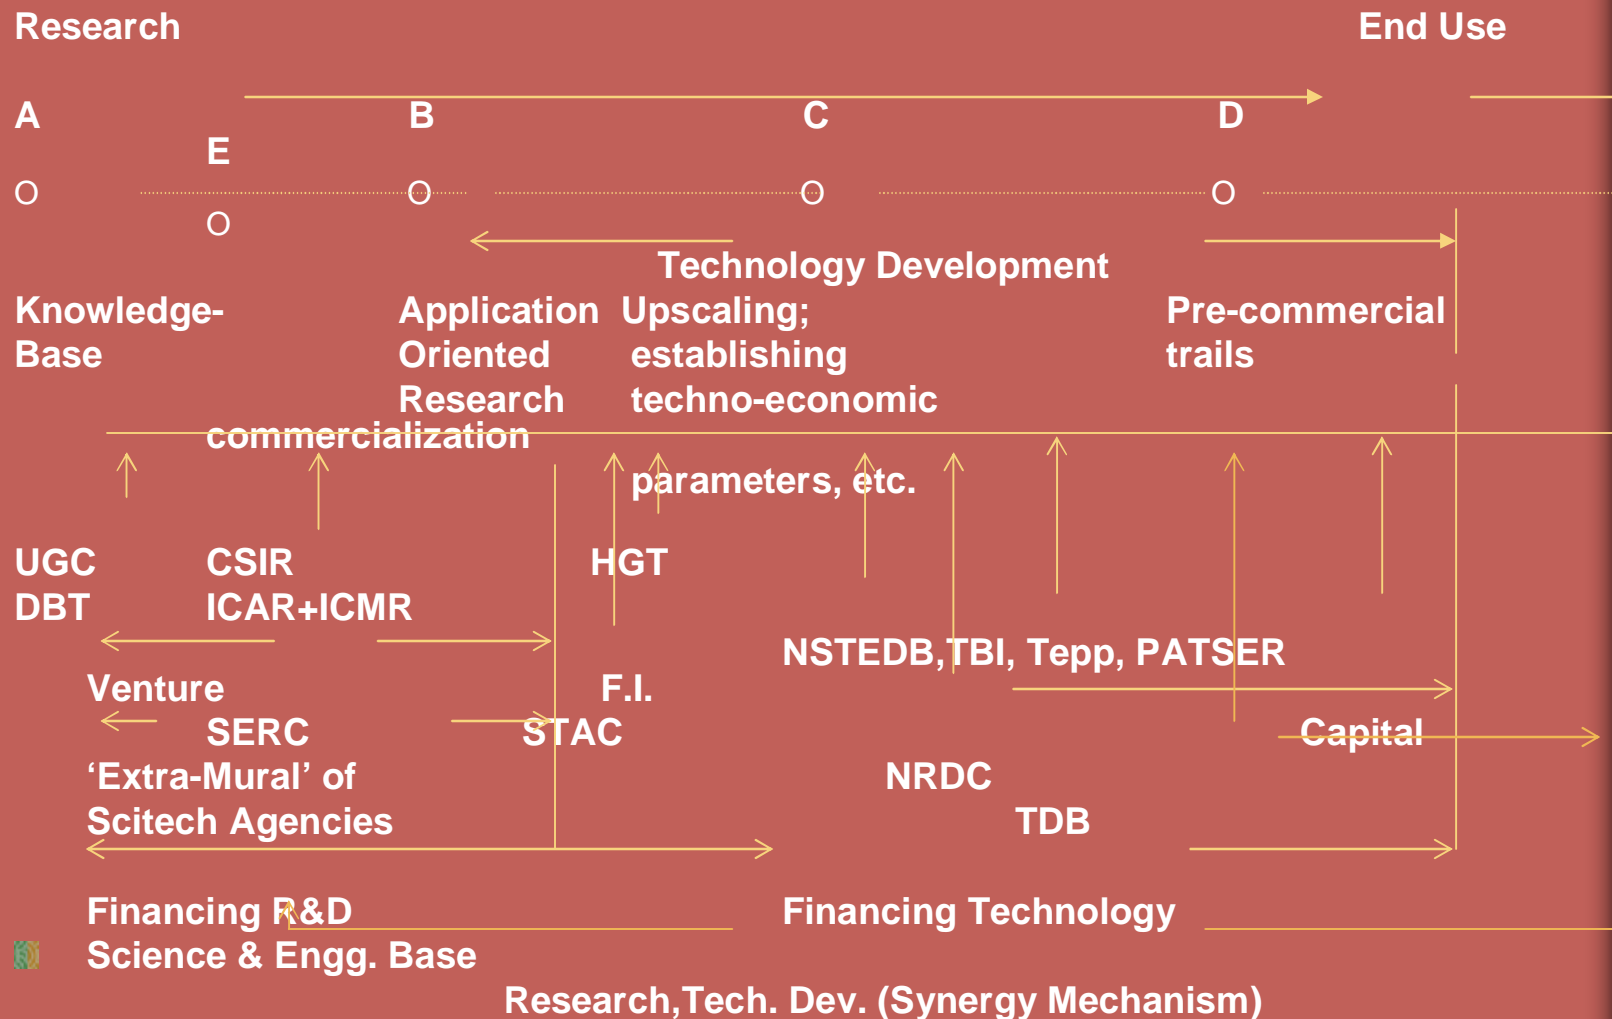 Research End Use
A B C D
E
O O O O
O
Technology Development
Knowledge- Application Upscaling; Pre-commercial
Base Oriented establishing trails
Research techno-economic
commercialization
parameters, etc.
UGC CSIR HGT
DBT ICAR+ICMR
NSTEDB,TBI, Tepp, PATSER
Venture F.I.
SERC STAC Capital
‘Extra-Mural’ of NRDC
Scitech Agencies TDB
Financing R&D Financing Technology
Science & Engg. Base
Research,Tech. Dev. (Synergy Mechanism)